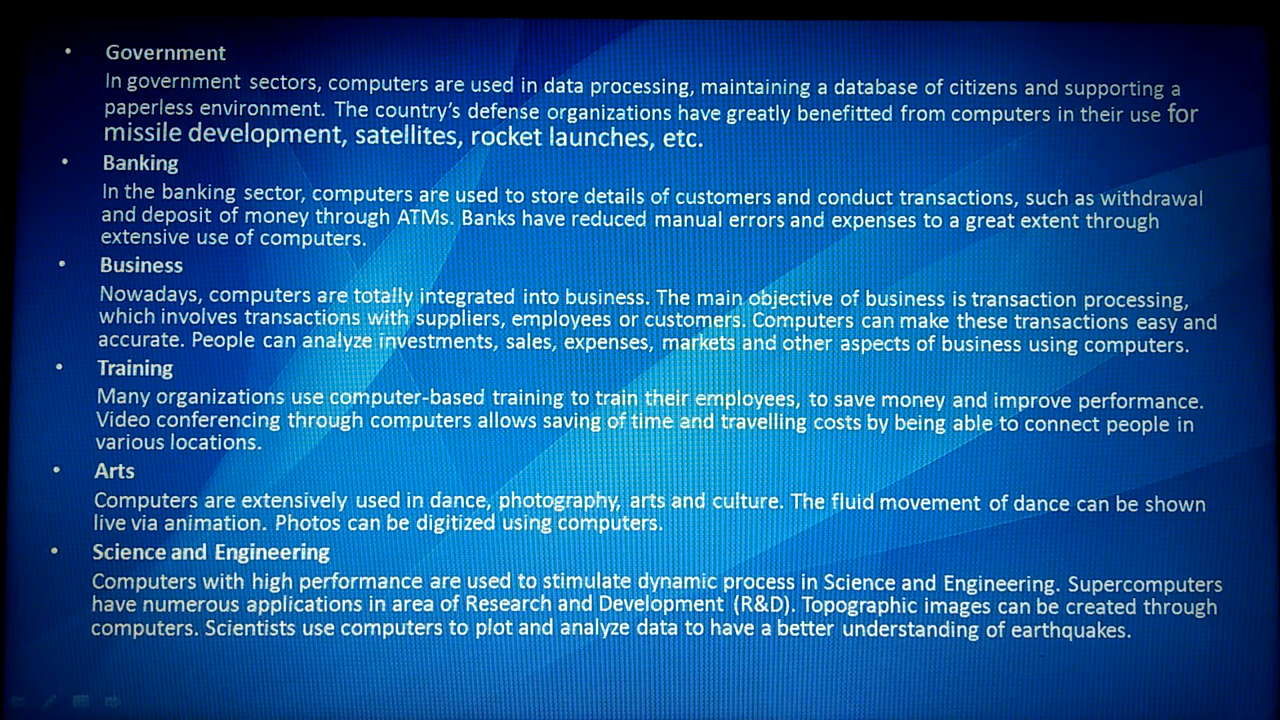 • Government
In government sectors, computers are used in data processing, maintaining a database of citizens and supporting a
paperless environment. The country's defense organizations have greatly benefitted from computers in their use for
missile development, satellites, rocket launches, etc.
• Banking
In the banking sector, computers are used to store details of customers and conduct transactions, such as withdrawal
and deposit of money through ATMs. Banks have reduced manual errors and expenses to a great extent through
extensive use of computers.
• Business
Nowadays, computers are totally integrated into business. The main objective of business is transaction processing,
which involves transactions with suppliers, employees or customers. Computers can make these transactions easy and
accurate. People can analyze investments, sales, expenses, markets and other aspects of business using computers.
• Training
Many organizations use computer-based training to train their employees, to save money and improve performance.
Video conferencing through computers allows saving of time and travelling costs by being able to connect people in
various locations.
• Arts
Computers are extensively used in dance, photography, arts and culture. The fluid movement of dance can be shown
live via animation. Photos can be digitized using computers.
• Science and Engineering
Computers with high performance are used to stimulate dynamic process in Science and Engineering. Supercomputers
have numerous applications in area of Research and Development (R&D). Topographic images can be created through
computers. Scientists use computers to plot and analyze data to have a better understanding of earthquakes.